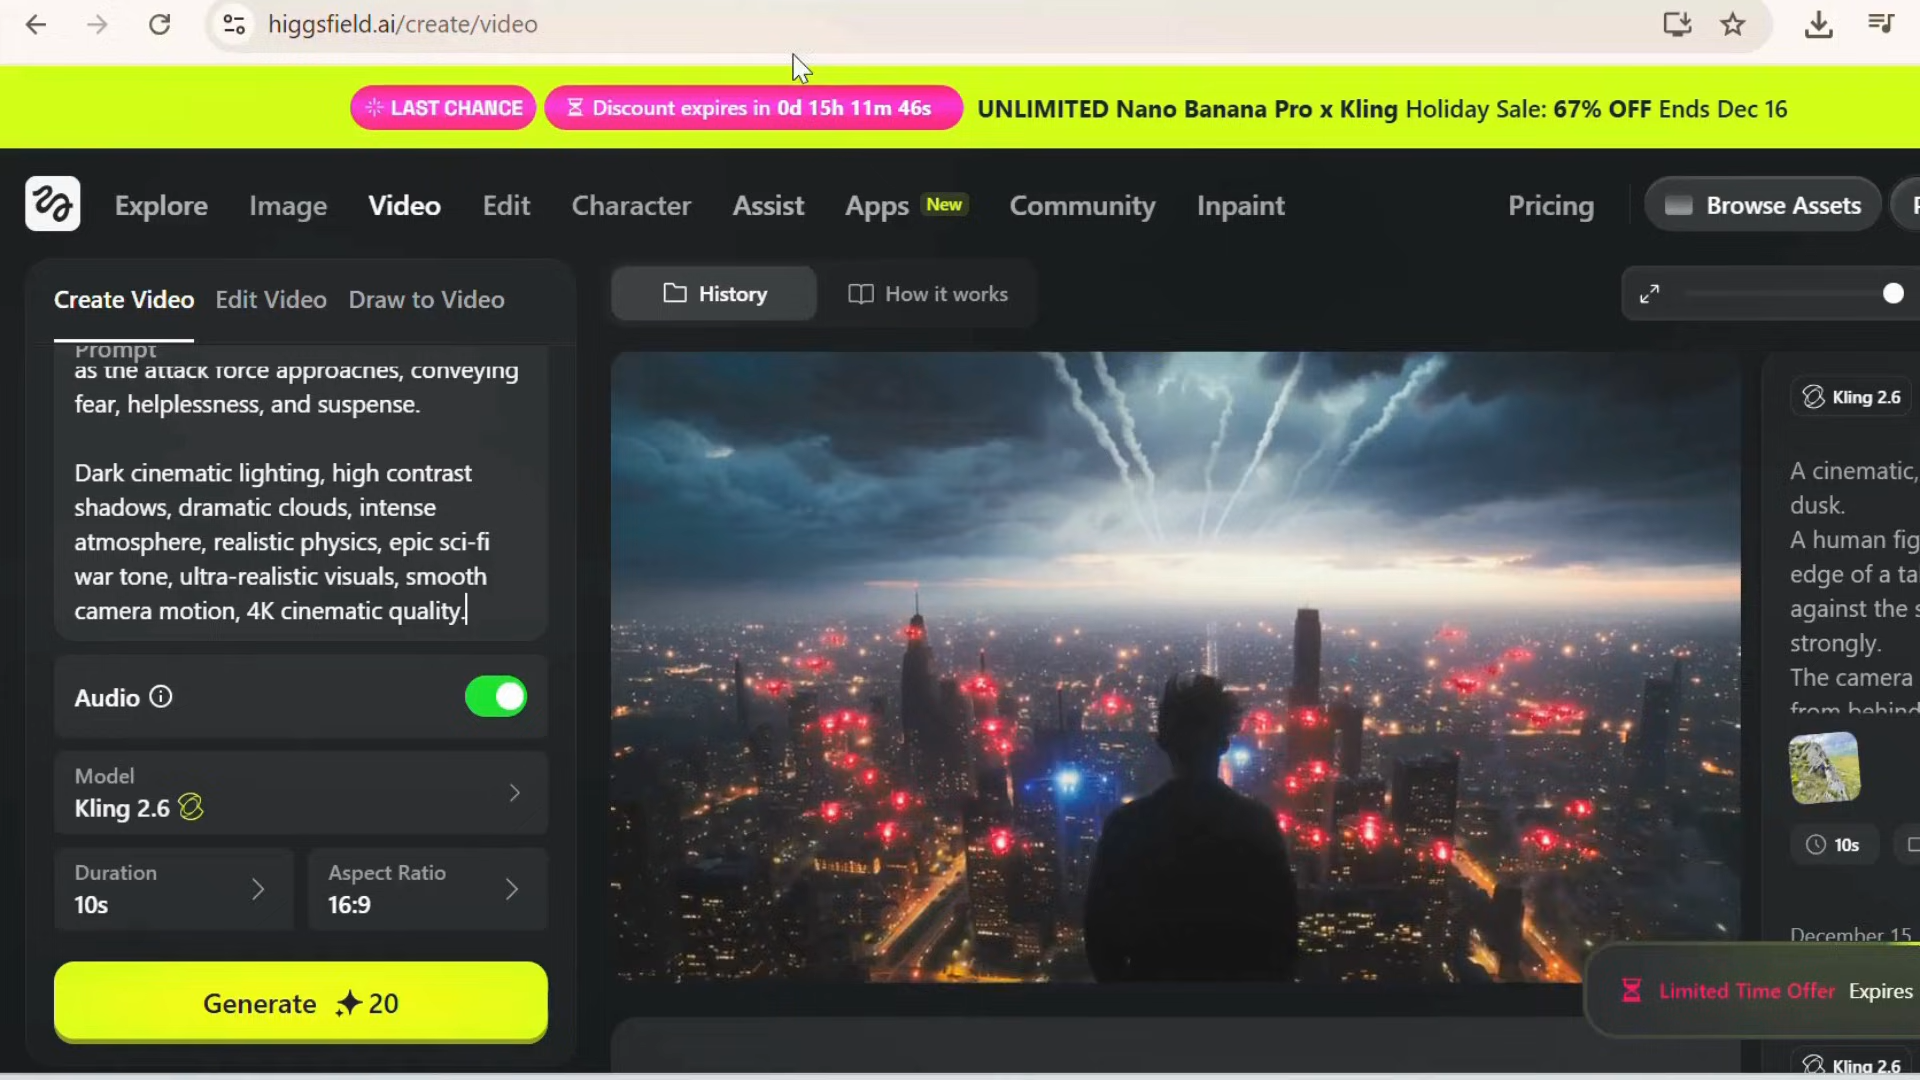 higgsfield.ai/create/video
LAST CHANCE
Discount expires in 0d 15h 11m 46s
UNLIMITED Nano Banana Pro x Kling Holiday Sale: 67% OFF Ends Dec 16
Explore
Image
Video
Edit
Character
Assist
Apps New
Community
Inpaint
Pricing
Browse Assets
Create Video
Edit Video
Draw to Video
Prompt
as the attack force approaches, conveying
fear, helplessness, and suspense.
Dark cinematic lighting, high contrast
shadows, dramatic clouds, intense
atmosphere, realistic physics, epic sci-fi
war tone, ultra-realistic visuals, smooth
camera motion, 4K cinematic quality.
Audio
Model
Kling 2.6
Duration
10s
Aspect Ratio
16:9
Generate 20
History
How it works
Kling 2.6
A cinematic,
dusk.
A human fig
edge of a ta
against the s
strongly.
The camera
from behind
10s
December 15
Limited Time Offer Expires
Kling 2.6